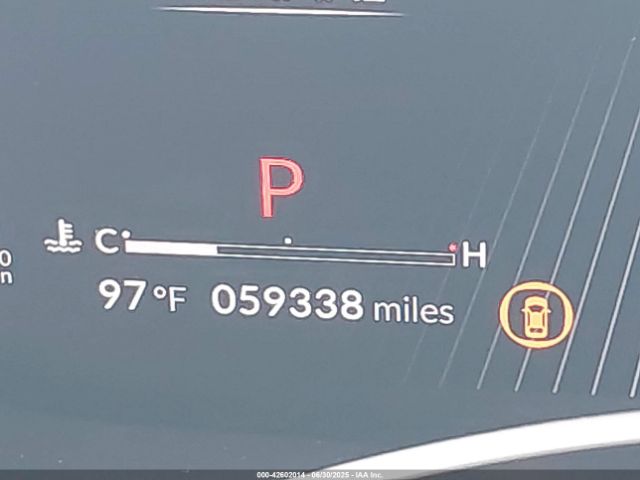 P
C H
97 °F 059338 miles
000-42602014 - 06/30/2025 - IAA Inc.